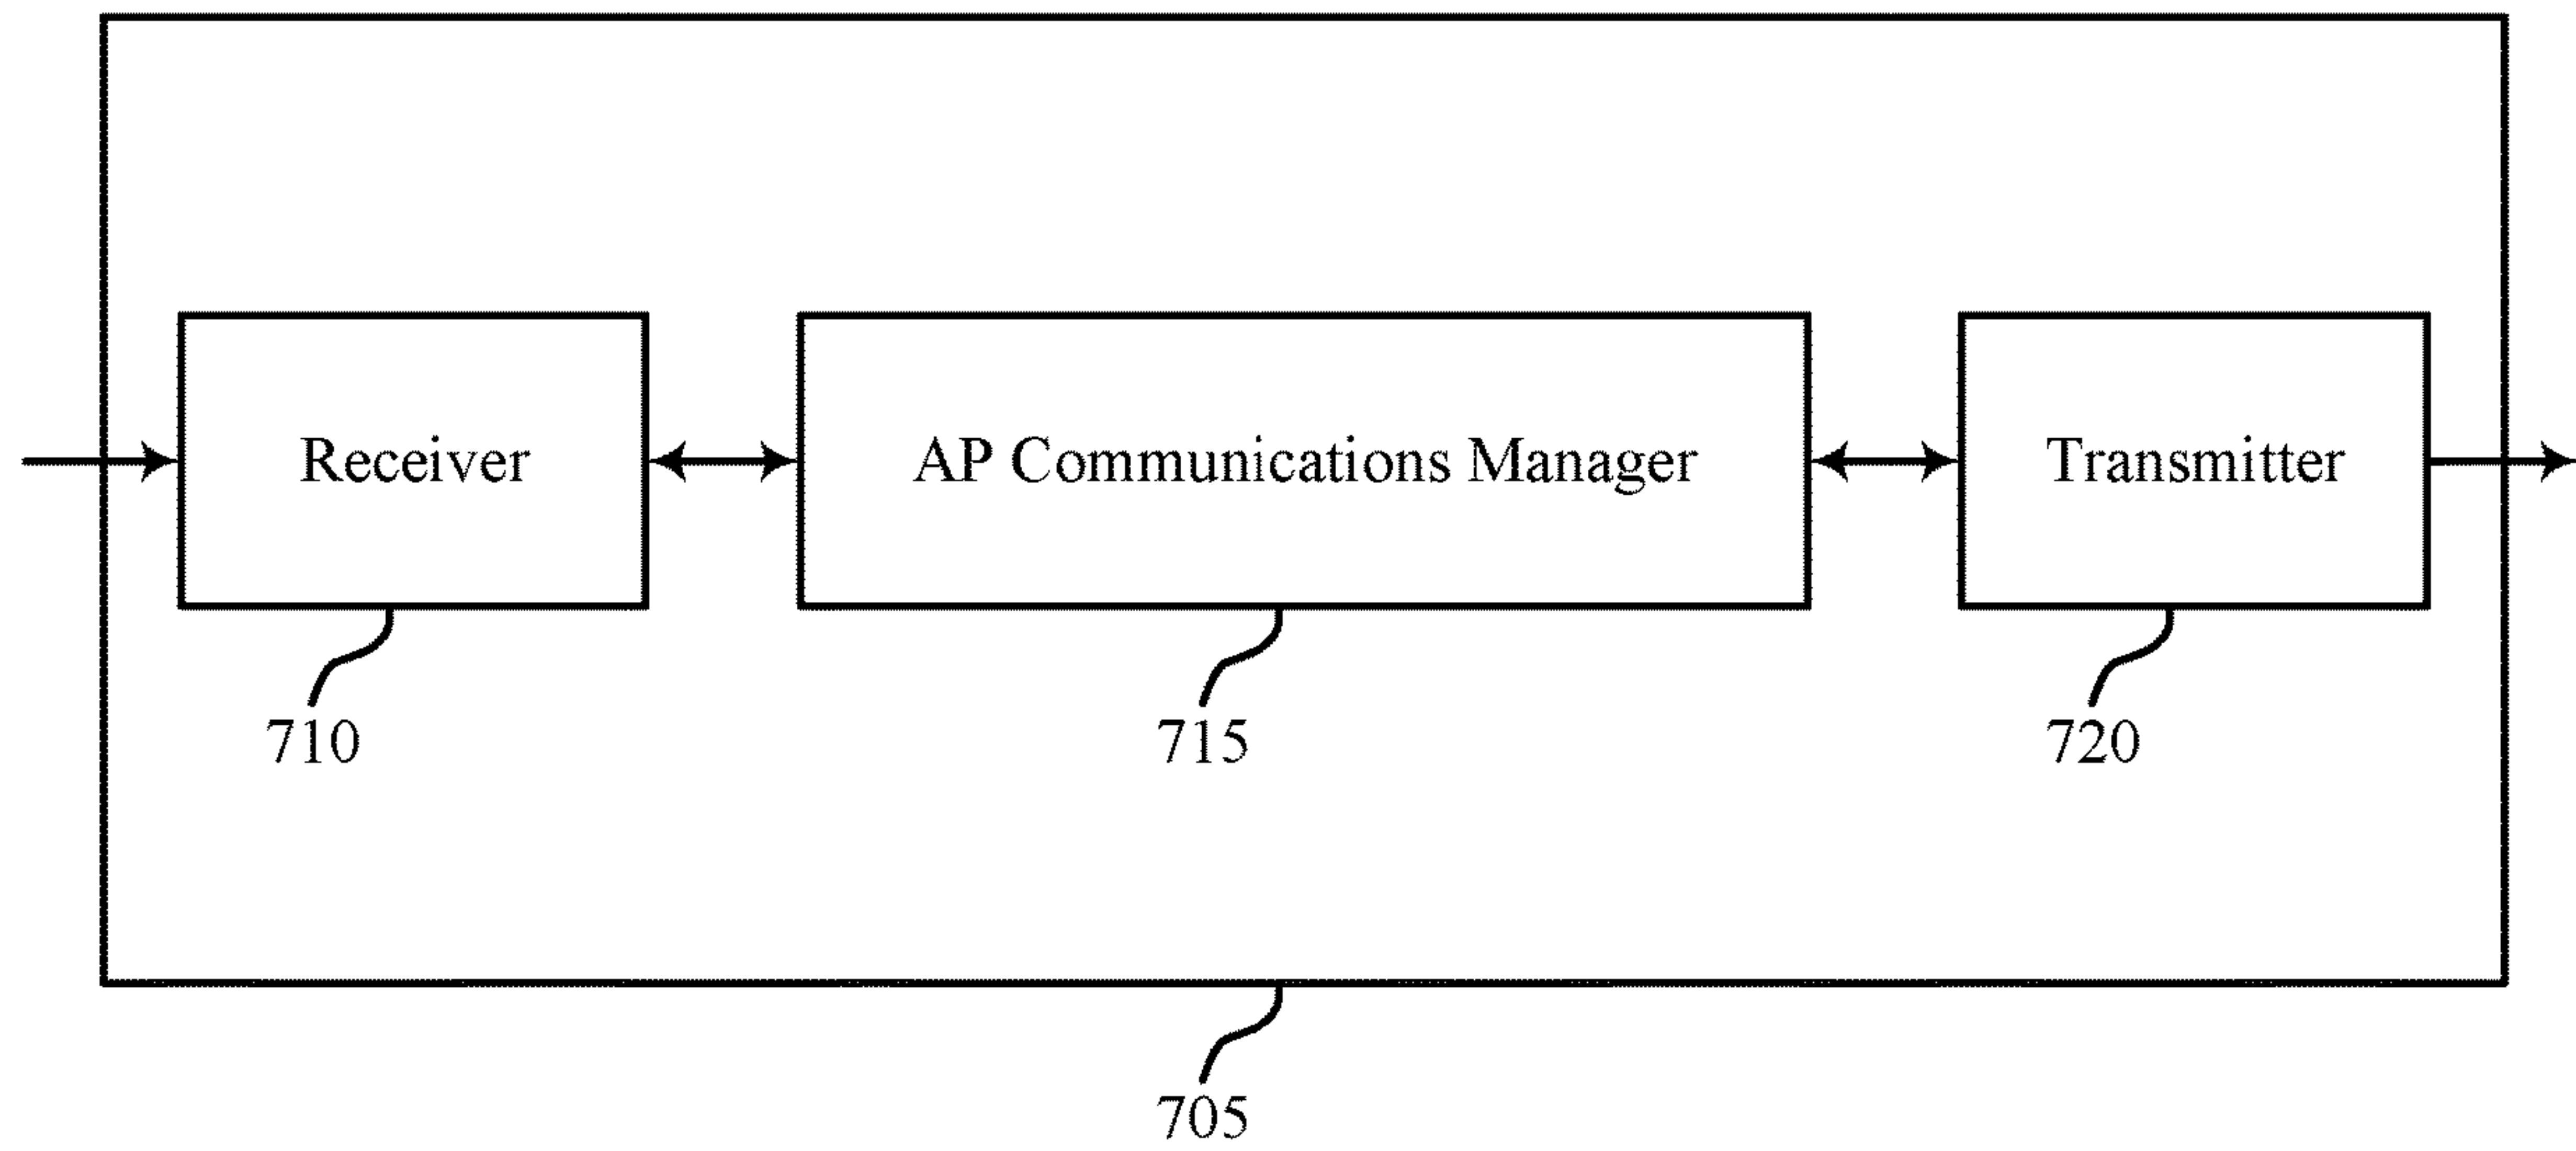 Receiver
AP Communications Manager
Transmitter
710
715
720
705